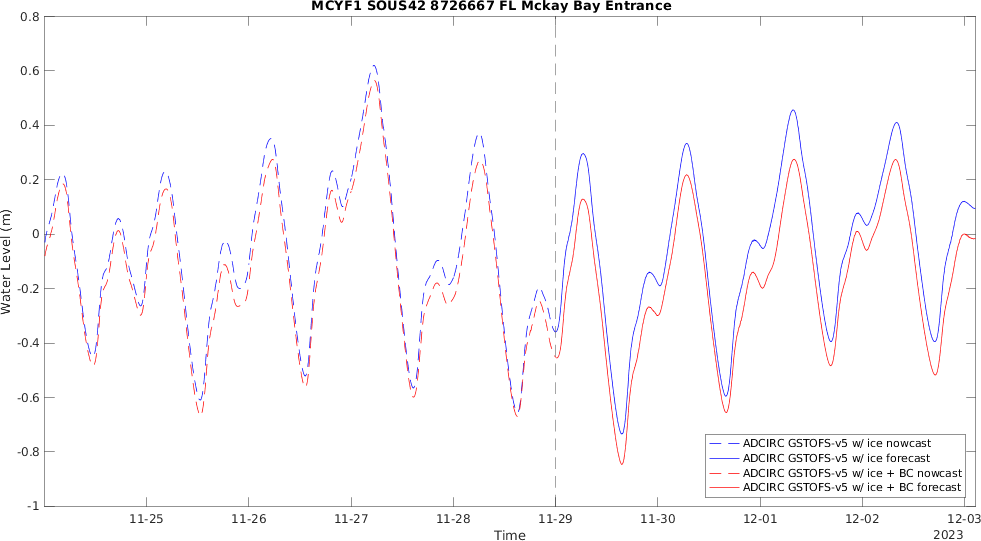 MCYF1 SOUS42 8726667 FL Mckay Bay Entrance
0.8
0.6
0.4
0.2
0
-0.2
-0.4
-0.6
-0.8
-1
Water Level (m)
ADCIRC GSTOFS-v5 w/ ice nowcast
ADCIRC GSTOFS-v5 w/ ice forecast
ADCIRC GSTOFS-v5 w/ ice + BC nowcast
ADCIRC GSTOFS-v5 w/ ice + BC forecast
11-25 11-26 11-27 11-28 11-29 11-30 12-01 12-02 12-03
Time 2023